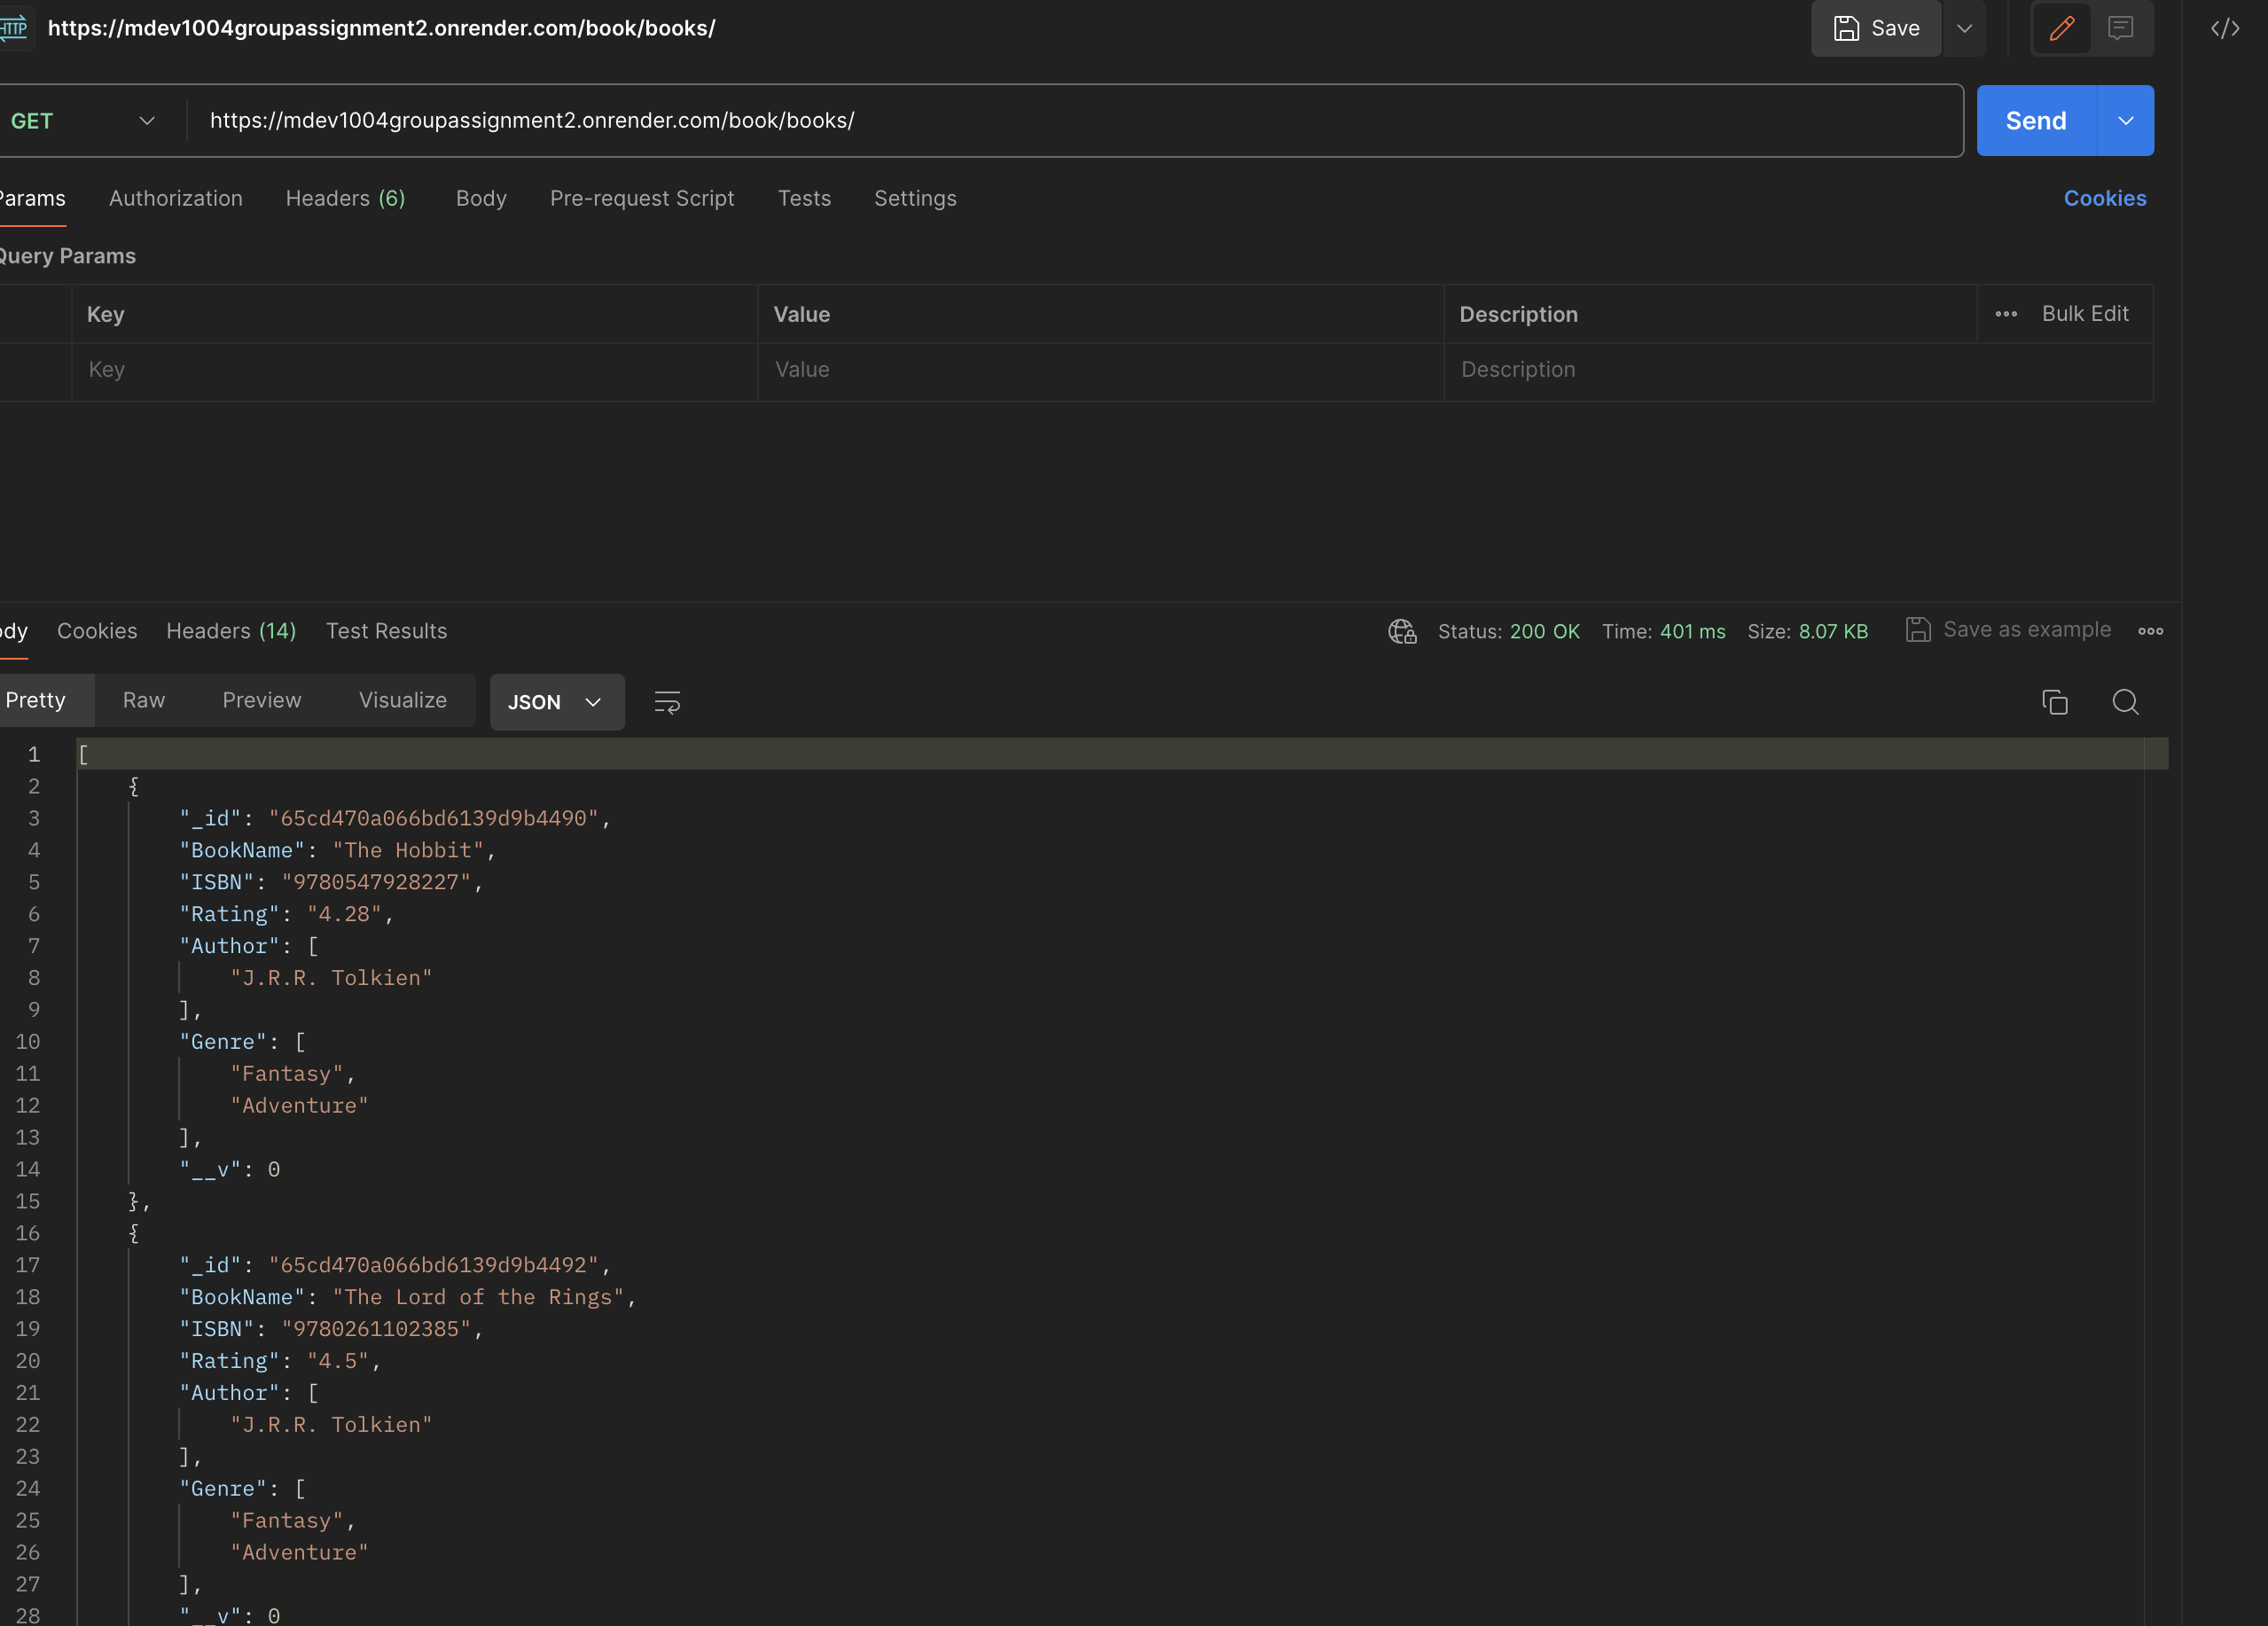 HTTP https://mdev1004groupassignment2.onrender.com/book/books/ Save
GET https://mdev1004groupassignment2.onrender.com/book/books/ Send
Params Authorization Headers (6) Body Pre-request Script Tests Settings Cookies
Query Params
Key Value Description Bulk Edit
Key Value Description
ody Cookies Headers (14) Test Results Status: 200 OK Time: 401 ms Size: 8.07 KB Save as example
Pretty Raw Preview Visualize JSON
1 [
2 {
3 "_id": "65cd470a066bd6139d9b4490",
4 "BookName": "The Hobbit",
5 "ISBN": "9780547928227",
6 "Rating": "4.28",
7 "Author": [
8 "J.R.R. Tolkien"
9 ],
10 "Genre": [
11 "Fantasy",
12 "Adventure"
13 ],
14 "__v": 0
15 },
16 {
17 "_id": "65cd470a066bd6139d9b4492",
18 "BookName": "The Lord of the Rings",
19 "ISBN": "9780261102385",
20 "Rating": "4.5",
21 "Author": [
22 "J.R.R. Tolkien"
23 ],
24 "Genre": [
25 "Fantasy",
26 "Adventure"
27 ],
28 "__v": 0